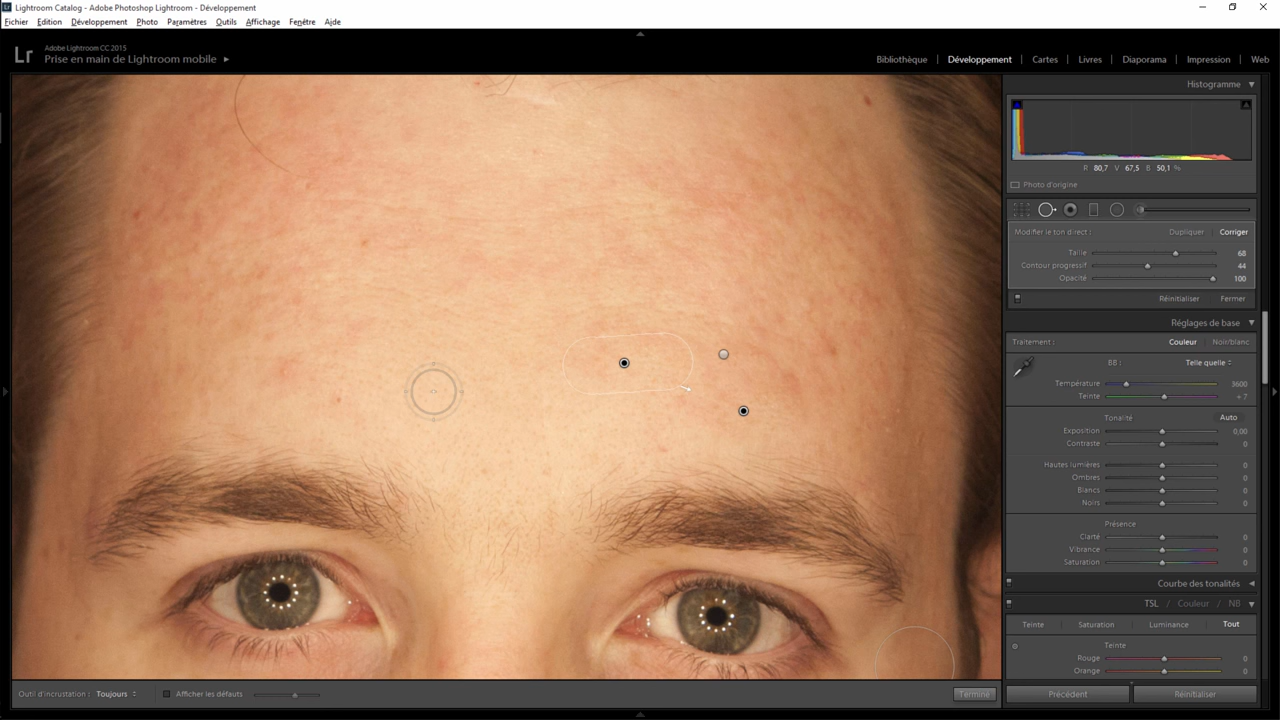 Lightroom Catalog - Adobe Photoshop Lightroom - Développement
Fichier Edition Développement Photo Paramètres Outils Affichage Fenêtre Aide
Lr
Adobe Lightroom CC 2015
Prise en main de Lightroom mobile
Bibliothèque | Développement | Cartes | Livres | Diaporama | Impression | Web
Histogramme
R 80,7 V 67,5 B 50,1 %
Photo d'origine
Modifier le ton direct : Dupliquer Corriger
Taille 68
Contour progressif 44
Opacité 100
Réinitialiser Fermer
Réglages de base
Traitement : Couleur | Noir/blanc
BB : Telle quelle
Température 3600
Teinte + 7
Tonalité Auto
Exposition 0,00
Contraste 0
Hautes lumières 0
Ombres 0
Blancs 0
Noirs 0
Présence
Clarté 0
Vibrance 0
Saturation 0
Courbe des tonalités
TSL / Couleur / NB
Teinte Saturation Luminance Tout
Teinte
Rouge 0
Orange 0
Outil d'incrustation : Toujours Afficher les défauts Terminé
Précédent Réinitialiser